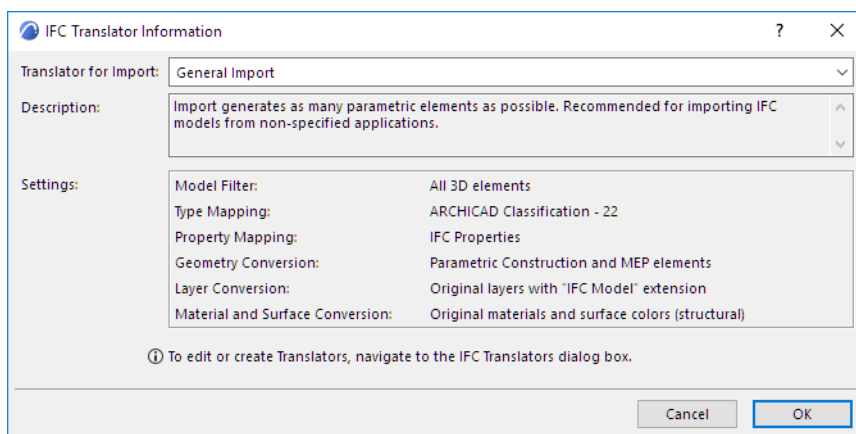 IFC Translator Information
Translator for Import: General Import
Description: Import generates as many parametric elements as possible. Recommended for importing IFC
models from non-specified applications.
Settings: Model Filter: All 3D elements
Type Mapping: ARCHICAD Classification - 22
Property Mapping: IFC Properties
Geometry Conversion: Parametric Construction and MEP elements
Layer Conversion: Original layers with "IFC Model" extension
Material and Surface Conversion: Original materials and surface colors (structural)
To edit or create Translators, navigate to the IFC Translators dialog box.
Cancel OK